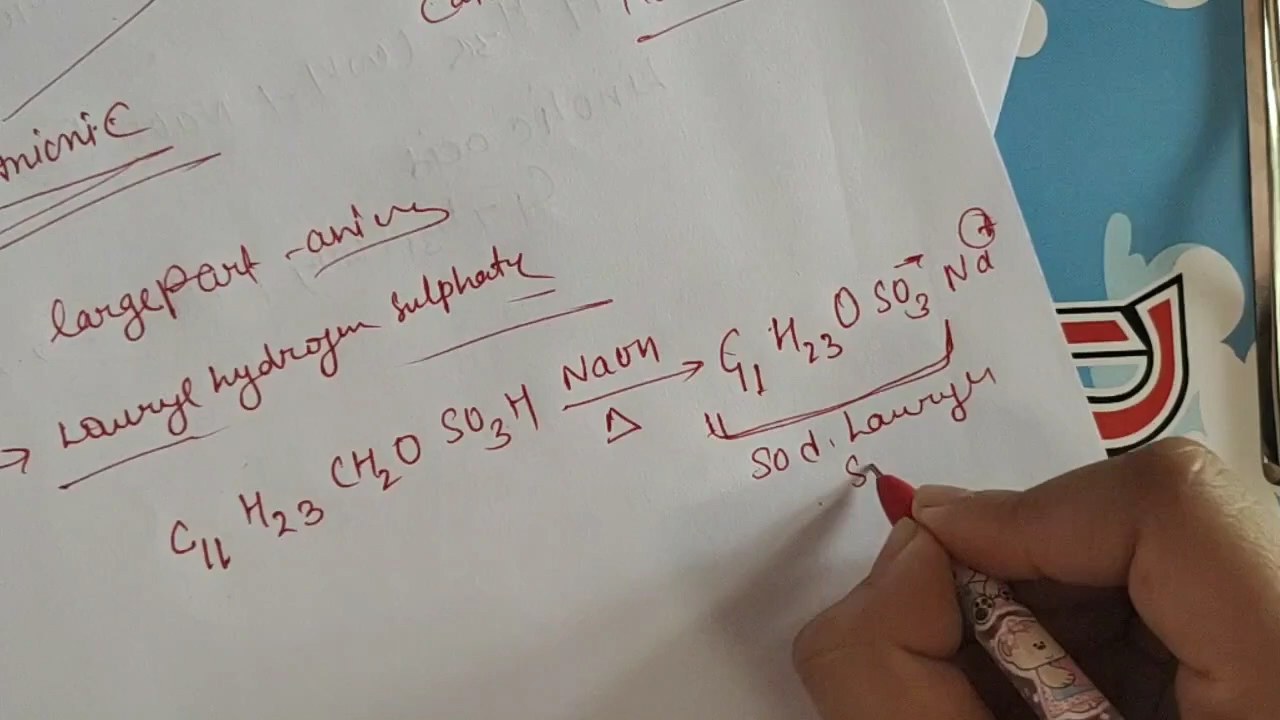 anionic
largepart - anion
→ Lauryl hydrogen sulphate
C11 H23 CH2O SO3H NaOH Δ → C11 H23 O SO3⁻ Na⁺
Sod. Lauryl
S